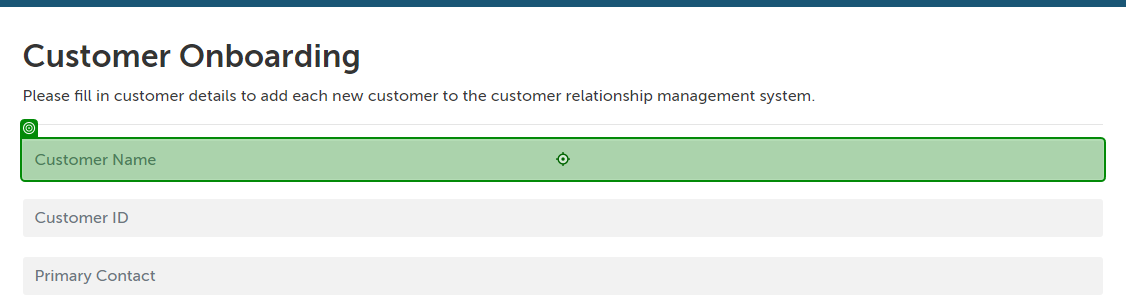 Customer Onboarding
Please fill in customer details to add each new customer to the customer relationship management system.
Customer Name
Customer ID
Primary Contact